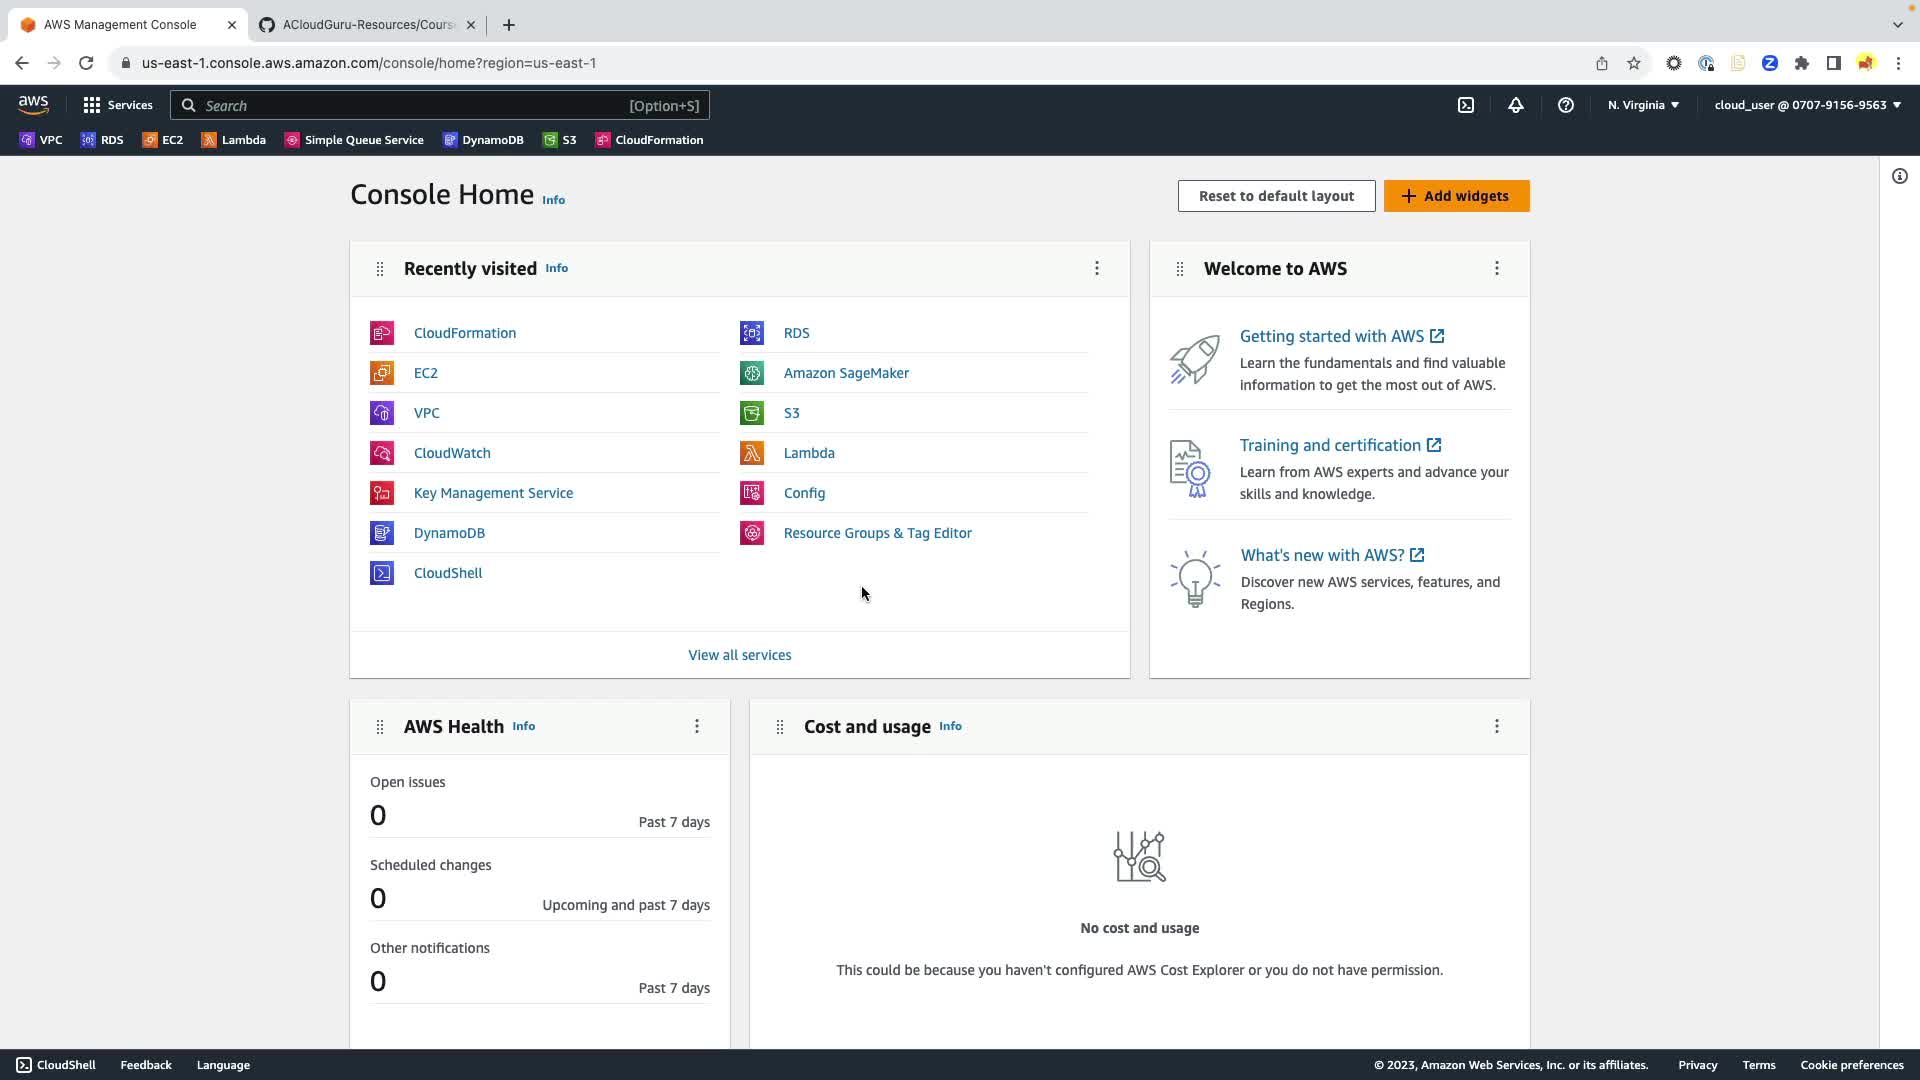 AWS Management Console
ACloudGuru-Resources/Cours
us-east-1.console.aws.amazon.com/console/home?region=us-east-1
aws
Services
Search
[Option+S]
N. Virginia
cloud_user @ 0707-9156-9563
VPC
RDS
EC2
Lambda
Simple Queue Service
DynamoDB
S3
CloudFormation
Console Home Info
Reset to default layout
Add widgets
Recently visited Info
CloudFormation
EC2
VPC
CloudWatch
Key Management Service
DynamoDB
CloudShell
RDS
Amazon SageMaker
S3
Lambda
Config
Resource Groups & Tag Editor
View all services
Welcome to AWS
Getting started with AWS
Learn the fundamentals and find valuable
information to get the most out of AWS.
Training and certification
Learn from AWS experts and advance your
skills and knowledge.
What's new with AWS?
Discover new AWS services, features, and
Regions.
AWS Health Info
Open issues
0
Past 7 days
Scheduled changes
0
Upcoming and past 7 days
Other notifications
0
Past 7 days
Cost and usage Info
No cost and usage
This could be because you haven't configured AWS Cost Explorer or you do not have permission.
CloudShell
Feedback
Language
© 2023, Amazon Web Services, Inc. or its affiliates.
Privacy
Terms
Cookie preferences